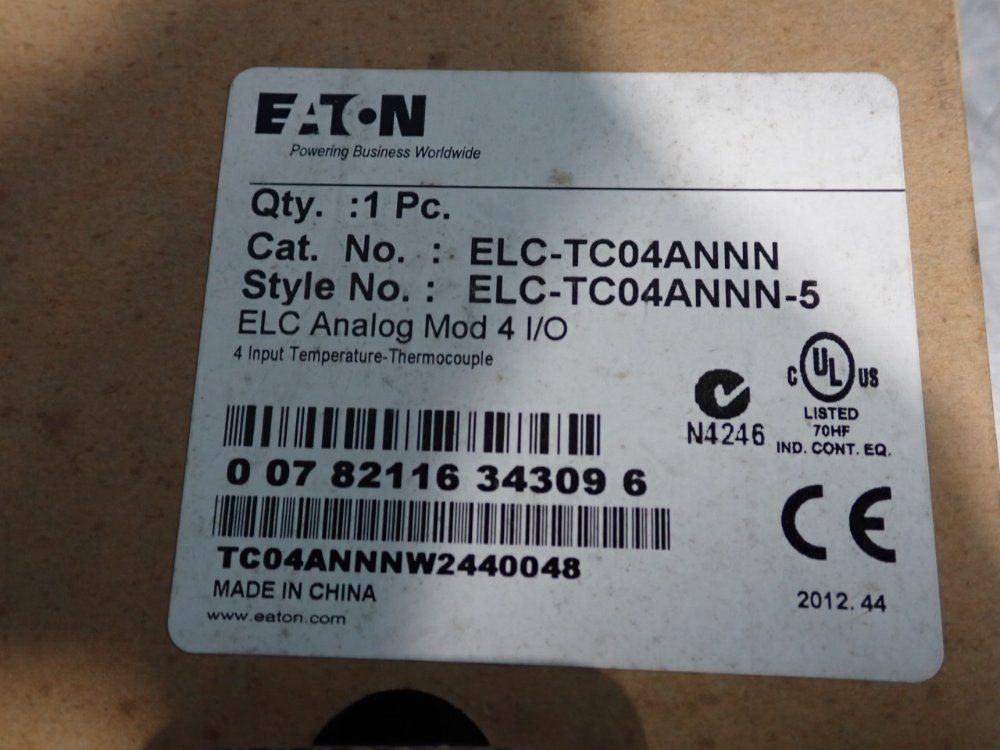 EATON
Powering Business Worldwide
Qty. :1 Pc.
Cat. No. : ELC-TC04ANNN
Style No. : ELC-TC04ANNN-5
ELC Analog Mod 4 I/O
4 Input Temperature-Thermocouple
C UL US
LISTED
70HF
IND. CONT. EQ.
N4246
0 07 82116 34309 6
TC04ANNNW2440048
MADE IN CHINA
www.eaton.com
CE
2012.44